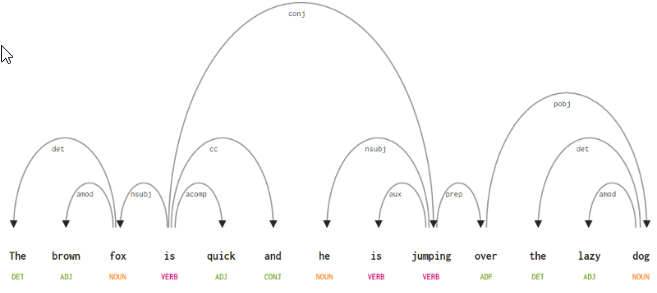 conj
pobj
det cc nsubj det
amod nsubj acomp aux prep amod
The brown fox is quick and he is jumping over the lazy dog
DET ADJ NOUN VERB ADJ CONJ NOUN VERB VERB ADP DET ADJ NOUN